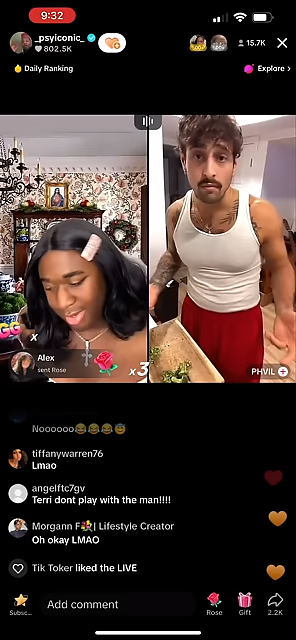 9:32
_psyiconic_
802.5K
15.7K
Daily Ranking
Explore >
GG
x
Alex
sent Rose
x3
PHVIL
Noooooo😂😂😂😇
tiffanywarren76
Lmao
angelftc7gv
Terri dont play with the man!!!!
Morgann F | Lifestyle Creator
Oh okay LMAO
Tik Toker liked the LIVE
Subsc...
Add comment
Rose
Gift
2.2K